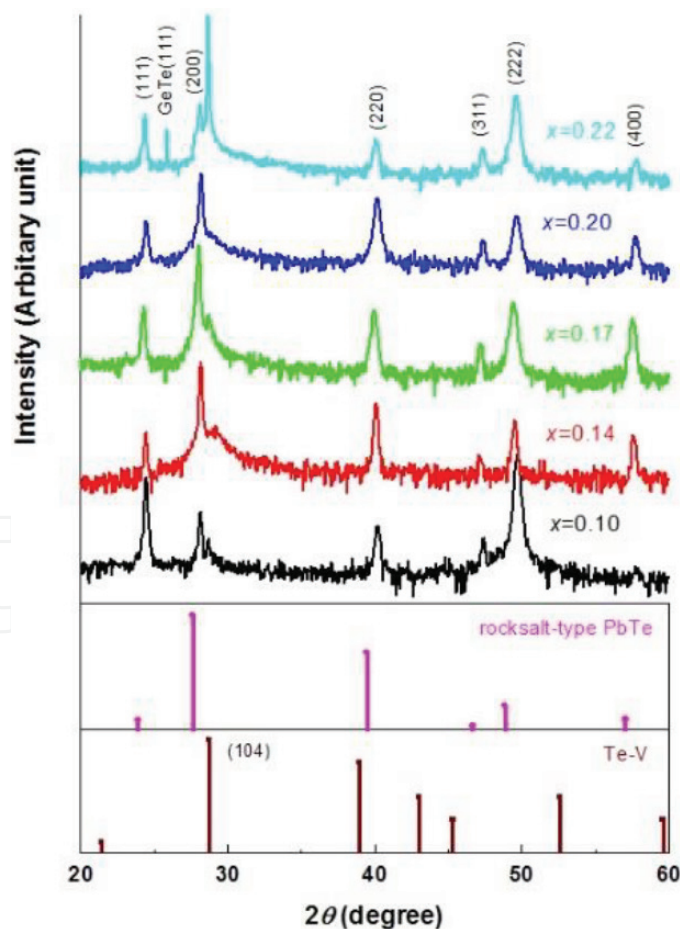 Intensity (Arbitary unit)
(111)
GeTe(111)
(200)
(220)
(311)
(222)
(400)
x=0.22
x=0.20
x=0.17
x=0.14
x=0.10
rocksalt-type PbTe
(104)
Te-V
20 30 40 50 60
2θ (degree)